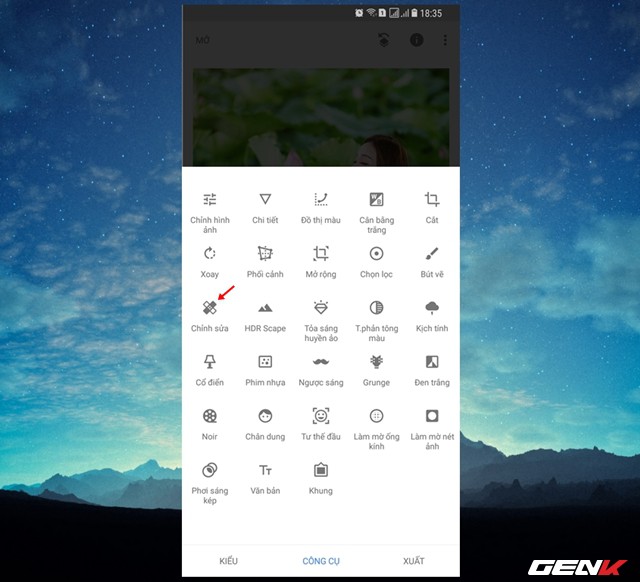 18:35
MỞ
Chỉnh hình ảnh
Chi tiết
Đồ thị màu
Cân bằng trắng
Cắt
Xoay
Phối cảnh
Mở rộng
Chọn lọc
Bút vẽ
Chỉnh sửa
HDR Scape
Tỏa sáng huyền ảo
T.phản tông màu
Kịch tính
Cổ điển
Phim nhựa
Ngược sáng
Grunge
Đen trắng
Noir
Chân dung
Tư thế đầu
Làm mờ ống kính
Làm mờ nét ảnh
Phơi sáng kép
Văn bản
Khung
KIỂU
CÔNG CỤ
XUẤT
GENK